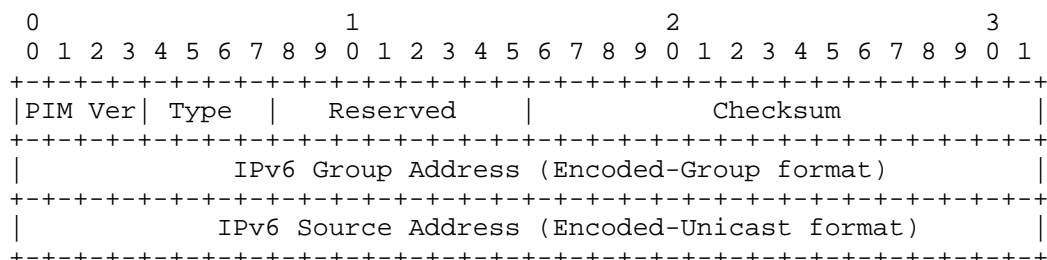 0                   1                   2                   3
 0 1 2 3 4 5 6 7 8 9 0 1 2 3 4 5 6 7 8 9 0 1 2 3 4 5 6 7 8 9 0 1
+-+-+-+-+-+-+-+-+-+-+-+-+-+-+-+-+-+-+-+-+-+-+-+-+-+-+-+-+-+-+-+-+
|PIM Ver| Type  |   Reserved    |           Checksum            |
+-+-+-+-+-+-+-+-+-+-+-+-+-+-+-+-+-+-+-+-+-+-+-+-+-+-+-+-+-+-+-+-+
|             IPv6 Group Address (Encoded-Group format)         |
+-+-+-+-+-+-+-+-+-+-+-+-+-+-+-+-+-+-+-+-+-+-+-+-+-+-+-+-+-+-+-+-+
|            IPv6 Source Address (Encoded-Unicast format)       |
+-+-+-+-+-+-+-+-+-+-+-+-+-+-+-+-+-+-+-+-+-+-+-+-+-+-+-+-+-+-+-+-+